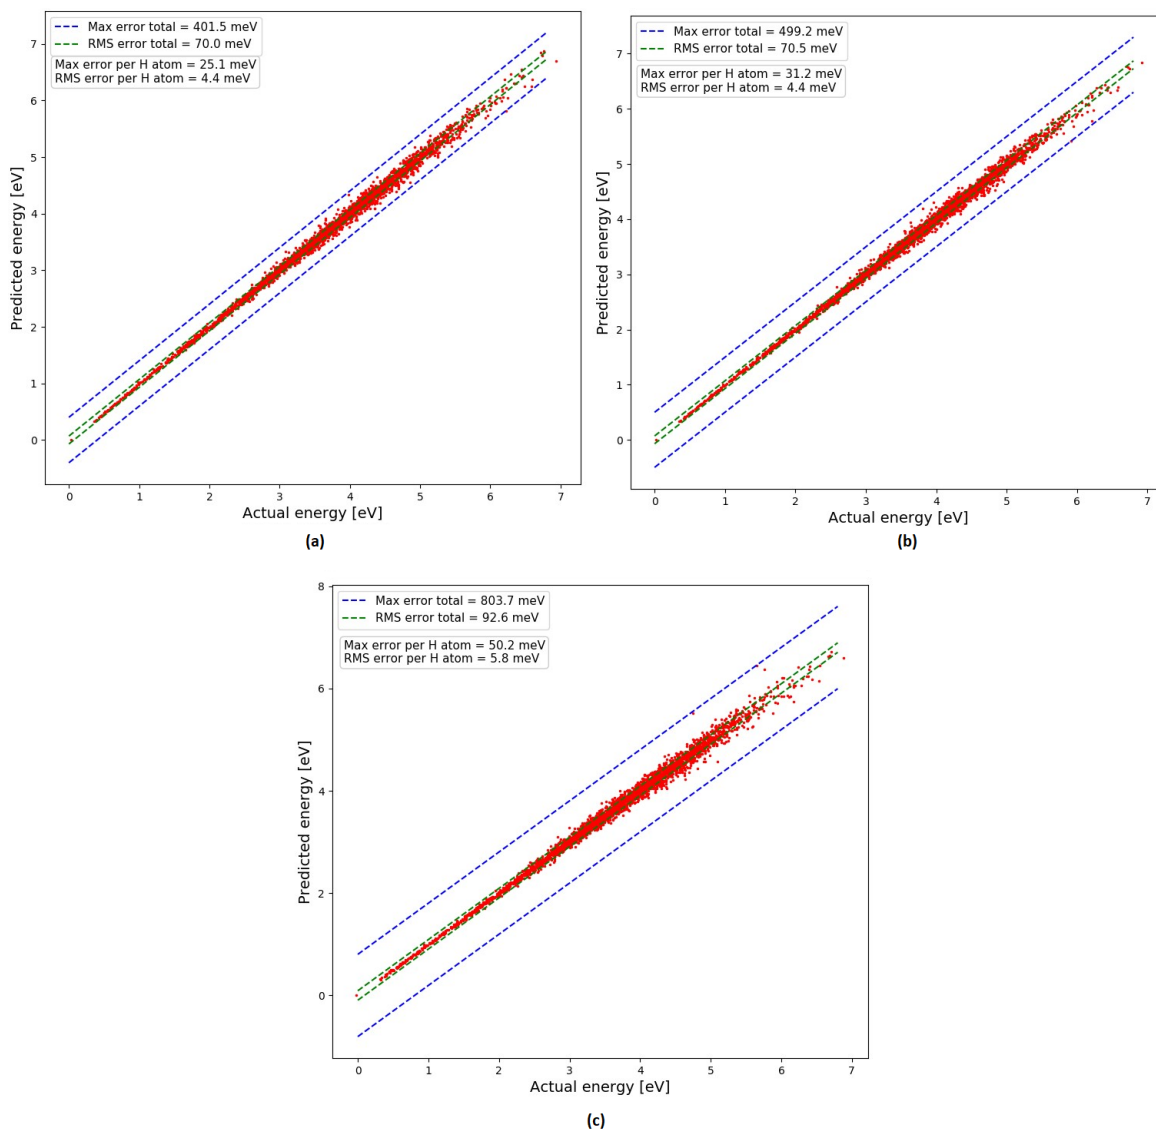 Max error total = 401.5 meV
RMS error total = 70.0 meV
Max error per H atom = 25.1 meV
RMS error per H atom = 4.4 meV
7
6
5
4
3
2
1
0
Predicted energy [eV]
0 1 2 3 4 5 6 7
Actual energy [eV]
(a)
Max error total = 499.2 meV
RMS error total = 70.5 meV
Max error per H atom = 31.2 meV
RMS error per H atom = 4.4 meV
7
6
5
4
3
2
1
0
Predicted energy [eV]
0 1 2 3 4 5 6 7
Actual energy [eV]
(b)
Max error total = 803.7 meV
RMS error total = 92.6 meV
Max error per H atom = 50.2 meV
RMS error per H atom = 5.8 meV
8
6
4
2
0
Predicted energy [eV]
0 1 2 3 4 5 6 7
Actual energy [eV]
(c)